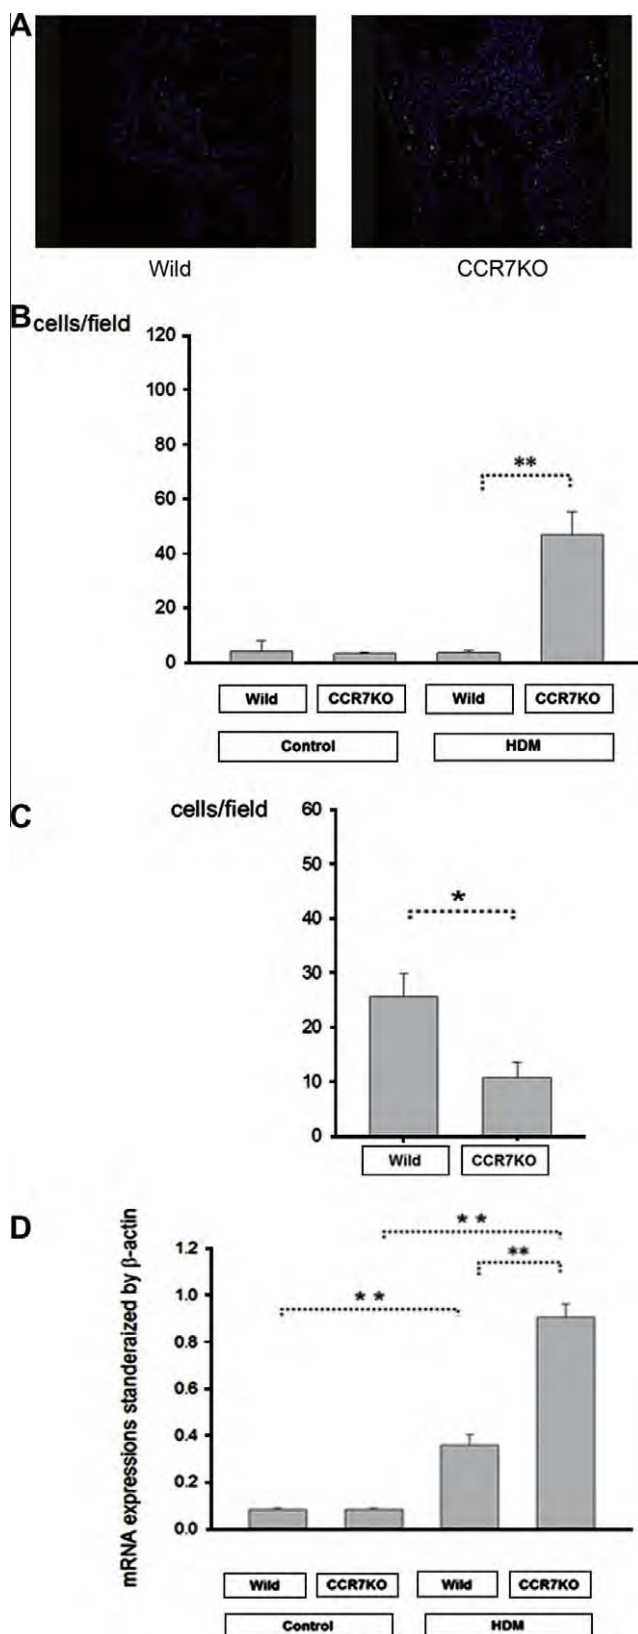 A
Wild CCR7KO
B
cells/field
120
100
80
60
40
20
0
**
Wild CCR7KO Wild CCR7KO
Control HDM
C
cells/field
60
50
40
30
20
10
0
*
Wild CCR7KO
D
mRNA expressions standeraized by β-actin
1.2
1.0
0.8
0.6
0.4
0.2
0.0
* *
**
* *
Wild CCR7KO Wild CCR7KO
Control HDM